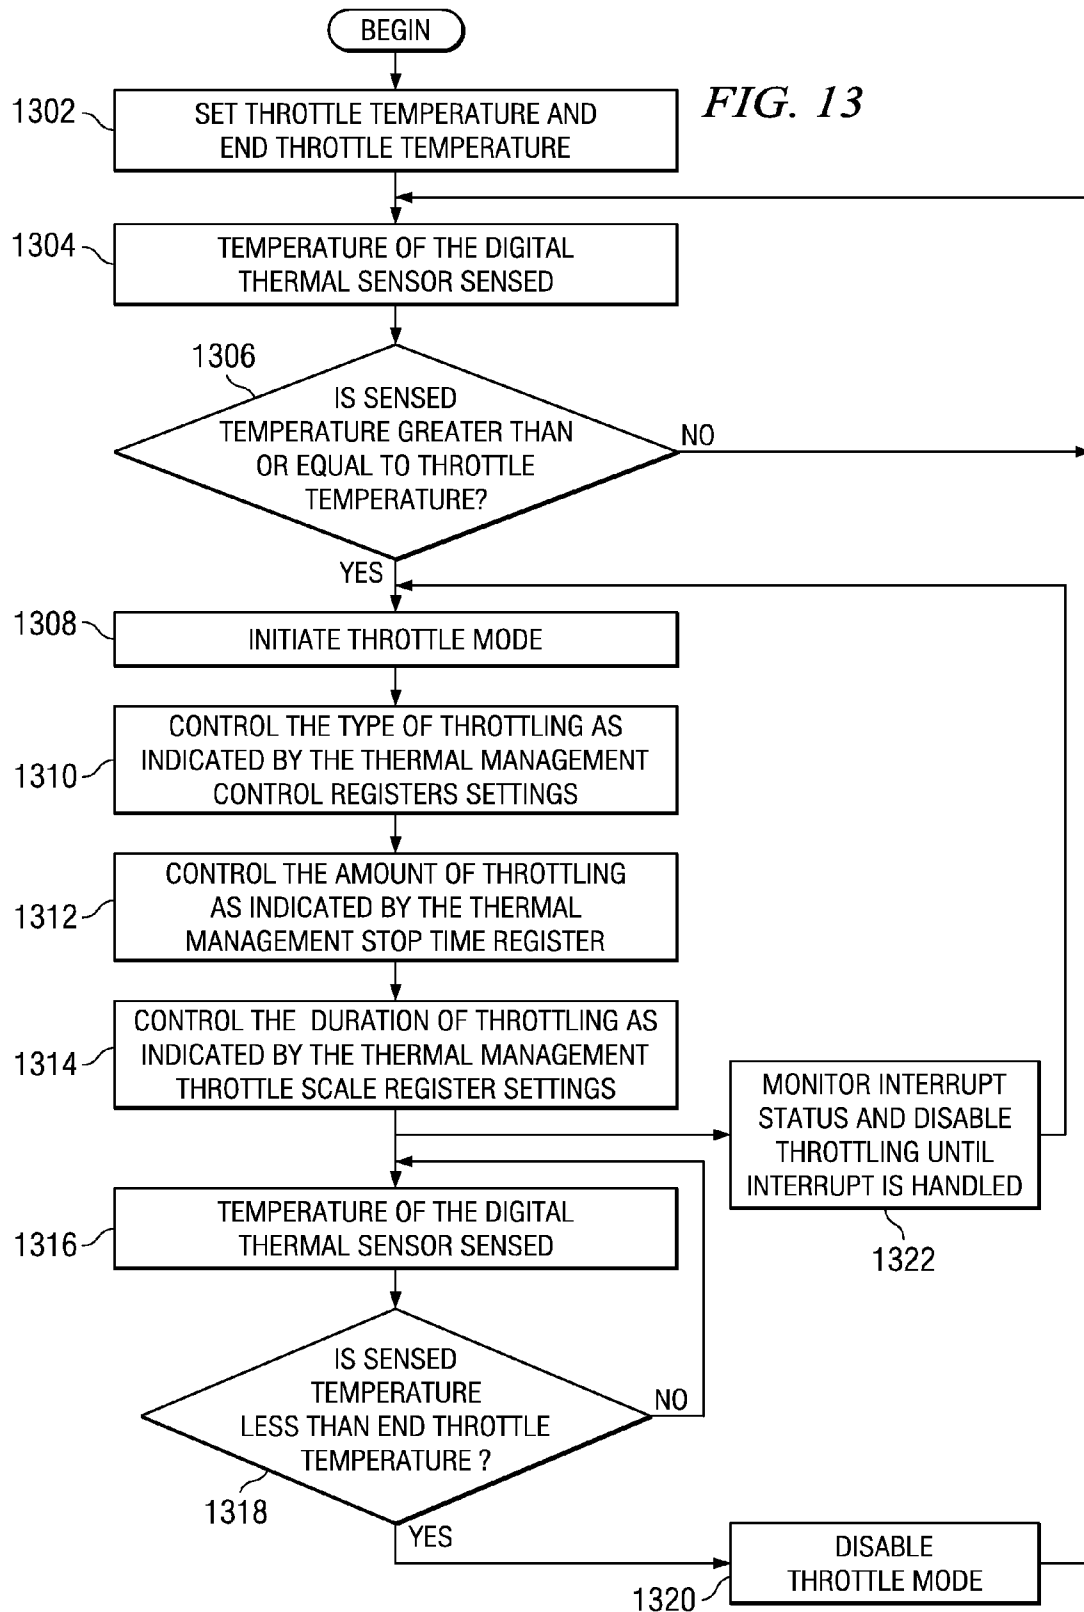 BEGIN
FIG. 13
1302
SET THROTTLE TEMPERATURE AND
END THROTTLE TEMPERATURE
1304
TEMPERATURE OF THE DIGITAL
THERMAL SENSOR SENSED
1306
IS SENSED
TEMPERATURE GREATER THAN
OR EQUAL TO THROTTLE
TEMPERATURE?
NO
YES
1308
INITIATE THROTTLE MODE
1310
CONTROL THE TYPE OF THROTTLING AS
INDICATED BY THE THERMAL MANAGEMENT
CONTROL REGISTERS SETTINGS
1312
CONTROL THE AMOUNT OF THROTTLING
AS INDICATED BY THE THERMAL
MANAGEMENT STOP TIME REGISTER
1314
CONTROL THE DURATION OF THROTTLING AS
INDICATED BY THE THERMAL MANAGEMENT
THROTTLE SCALE REGISTER SETTINGS
MONITOR INTERRUPT
STATUS AND DISABLE
THROTTLING UNTIL
INTERRUPT IS HANDLED
1322
1316
TEMPERATURE OF THE DIGITAL
THERMAL SENSOR SENSED
IS SENSED
TEMPERATURE
LESS THAN END THROTTLE
TEMPERATURE ?
NO
1318
YES
DISABLE
THROTTLE MODE
1320